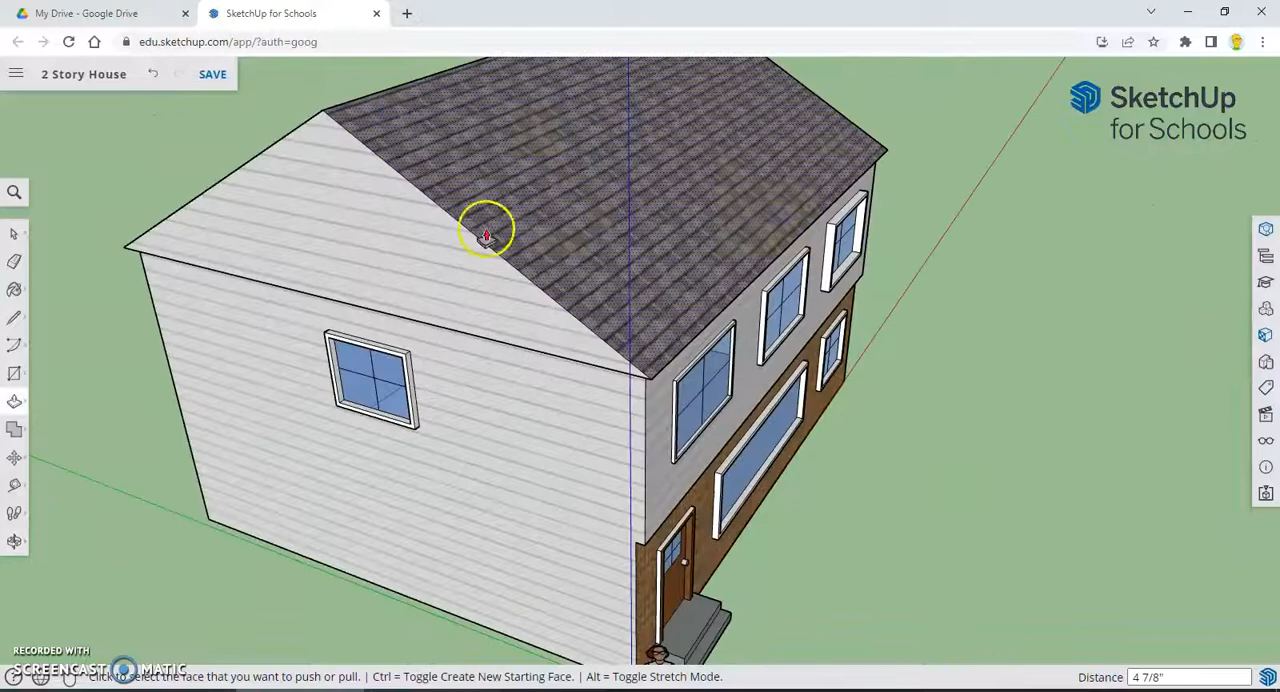 My Drive - Google Drive
SketchUp for Schools
edu.sketchup.com/app/?auth=goog
2 Story House
SAVE
SketchUp
for Schools
RECORDED WITH
SCREENCAST MATIC
Click to select the face that you want to push or pull. | Ctrl = Toggle Create New Starting Face. | Alt = Toggle Stretch Mode.
Distance
4 7/8"